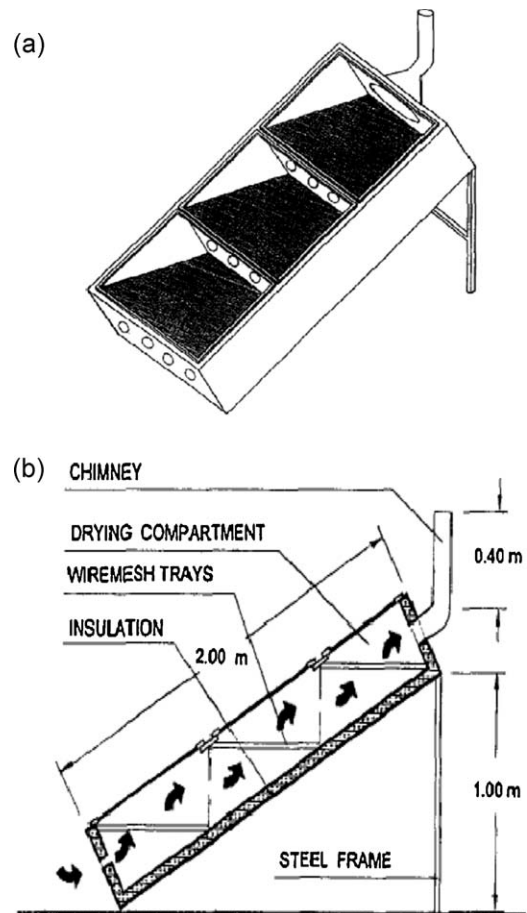 (a)
(b)
CHIMNEY
DRYING COMPARTMENT
WIREMESH TRAYS
INSULATION
2.00 m
0.40 m
1.00 m
STEEL FRAME